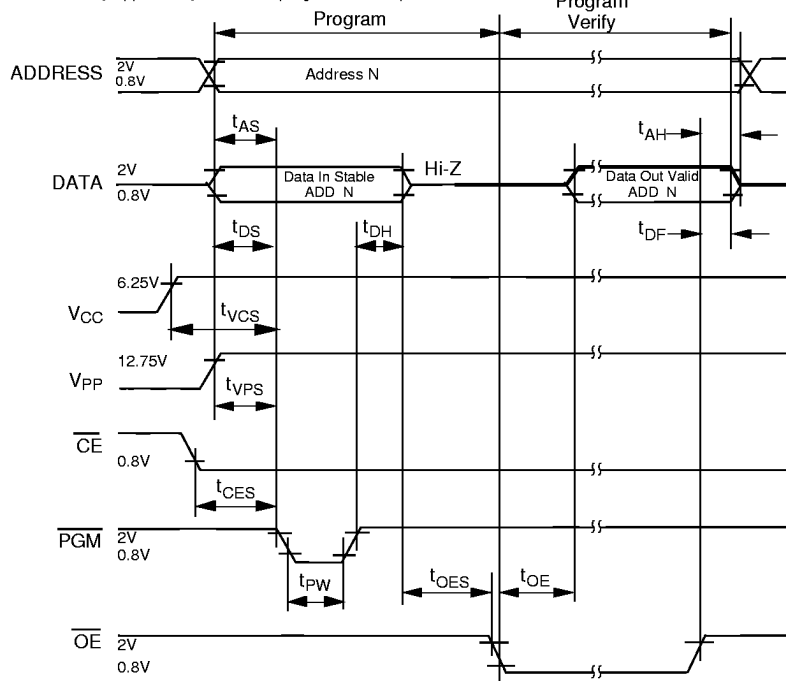 Program
Program
Verify
ADDRESS
2V
0.8V
Address N
tAS
tAH
DATA
2V
0.8V
Data In Stable
ADD N
Hi-Z
Data Out Valid
ADD N
tDS
tDH
tDF
VCC
6.25V
tVCS
VPP
12.75V
tVPS
CE
0.8V
tCES
PGM
2V
0.8V
tPW
tOES
tOE
OE
2V
0.8V